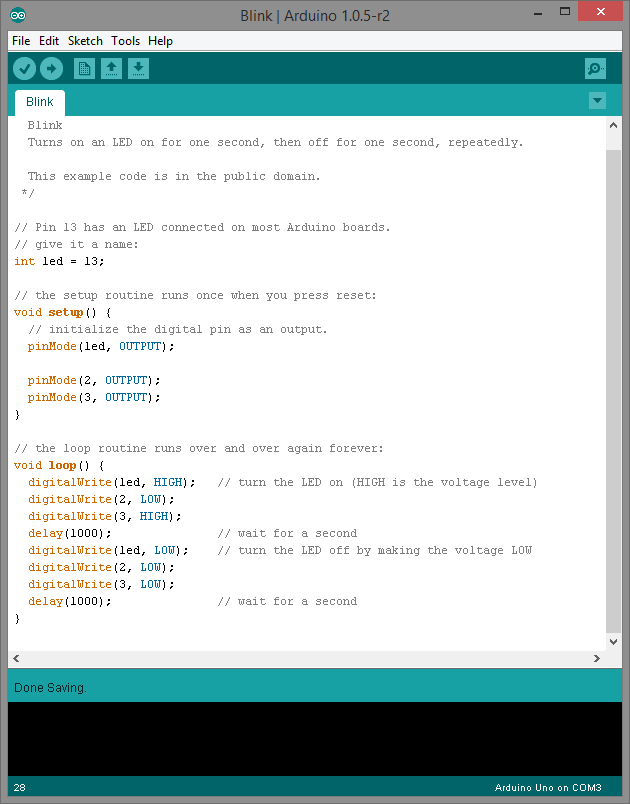 Blink | Arduino 1.0.5-r2
File Edit Sketch Tools Help
Blink
  Blink
  Turns on an LED on for one second, then off for one second, repeatedly.

  This example code is in the public domain.
 */

// Pin 13 has an LED connected on most Arduino boards.
// give it a name:
int led = 13;

// the setup routine runs once when you press reset:
void setup() {
  // initialize the digital pin as an output.
  pinMode(led, OUTPUT);

  pinMode(2, OUTPUT);
  pinMode(3, OUTPUT);
}

// the loop routine runs over and over again forever:
void loop() {
  digitalWrite(led, HIGH);   // turn the LED on (HIGH is the voltage level)
  digitalWrite(2, LOW);
  digitalWrite(3, HIGH);
  delay(1000);               // wait for a second
  digitalWrite(led, LOW);    // turn the LED off by making the voltage LOW
  digitalWrite(2, LOW);
  digitalWrite(3, LOW);
  delay(1000);               // wait for a second
}
Done Saving.
28 Arduino Uno on COM3